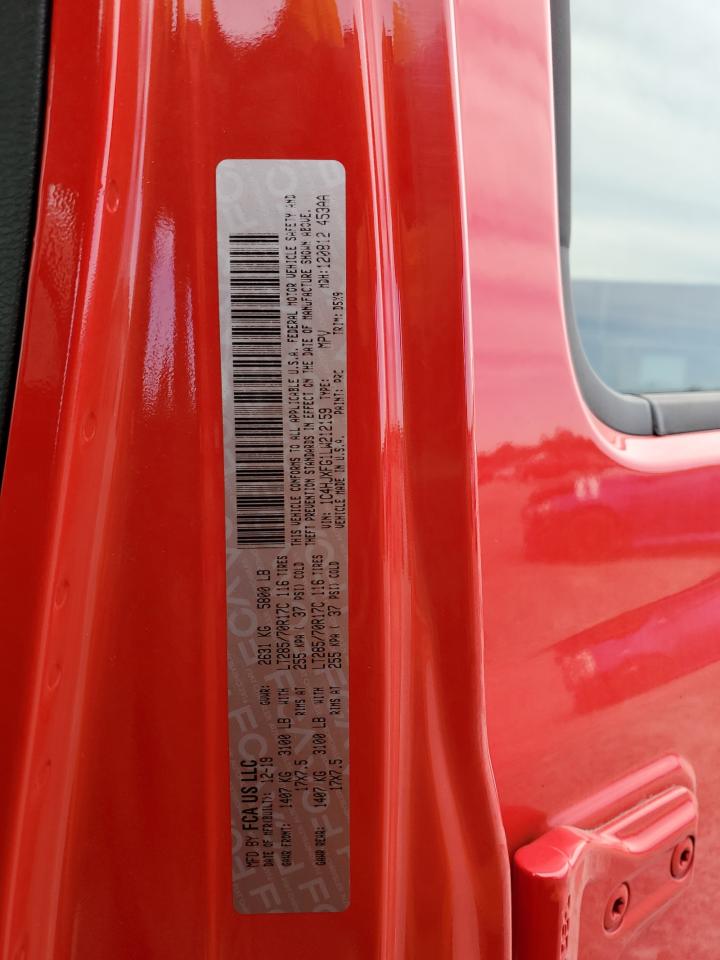 MFD BY FCA US LLC
DATE OF MFR(BUILT): 12-19 GVWR: 2631 KG 5800 LB
GAWR FRONT: 1407 KG 3100 LB WITH LT285/70R17C 116 TIRES
17X7.5 RIMS AT 255 KPA ( 37 PSI) COLD
GAWR REAR: 1407 KG 3100 LB WITH LT285/70R17C 116 TIRES
17X7.5 RIMS AT 255 KPA ( 37 PSI) COLD
THIS VEHICLE CONFORMS TO ALL APPLICABLE U.S.A. FEDERAL MOTOR VEHICLE SAFETY AND
THEFT PREVENTION STANDARDS IN EFFECT ON THE DATE OF MANUFACTURE SHOWN ABOVE.
VIN: 1C4HJXFG1LW212159 TYPE: MPV MDH:120812 453AA
VEHICLE MADE IN U.S.A. PAINT: PRC TRIM: D5X9